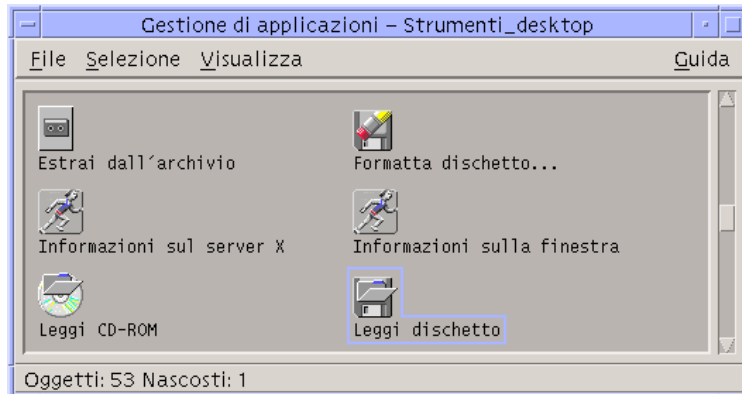 Gestione di applicazioni – Strumenti_desktop
File Selezione Visualizza Guida
Estrai dall´archivio Formatta dischetto...
Informazioni sul server X Informazioni sulla finestra
Leggi CD-ROM Leggi dischetto
Oggetti: 53 Nascosti: 1